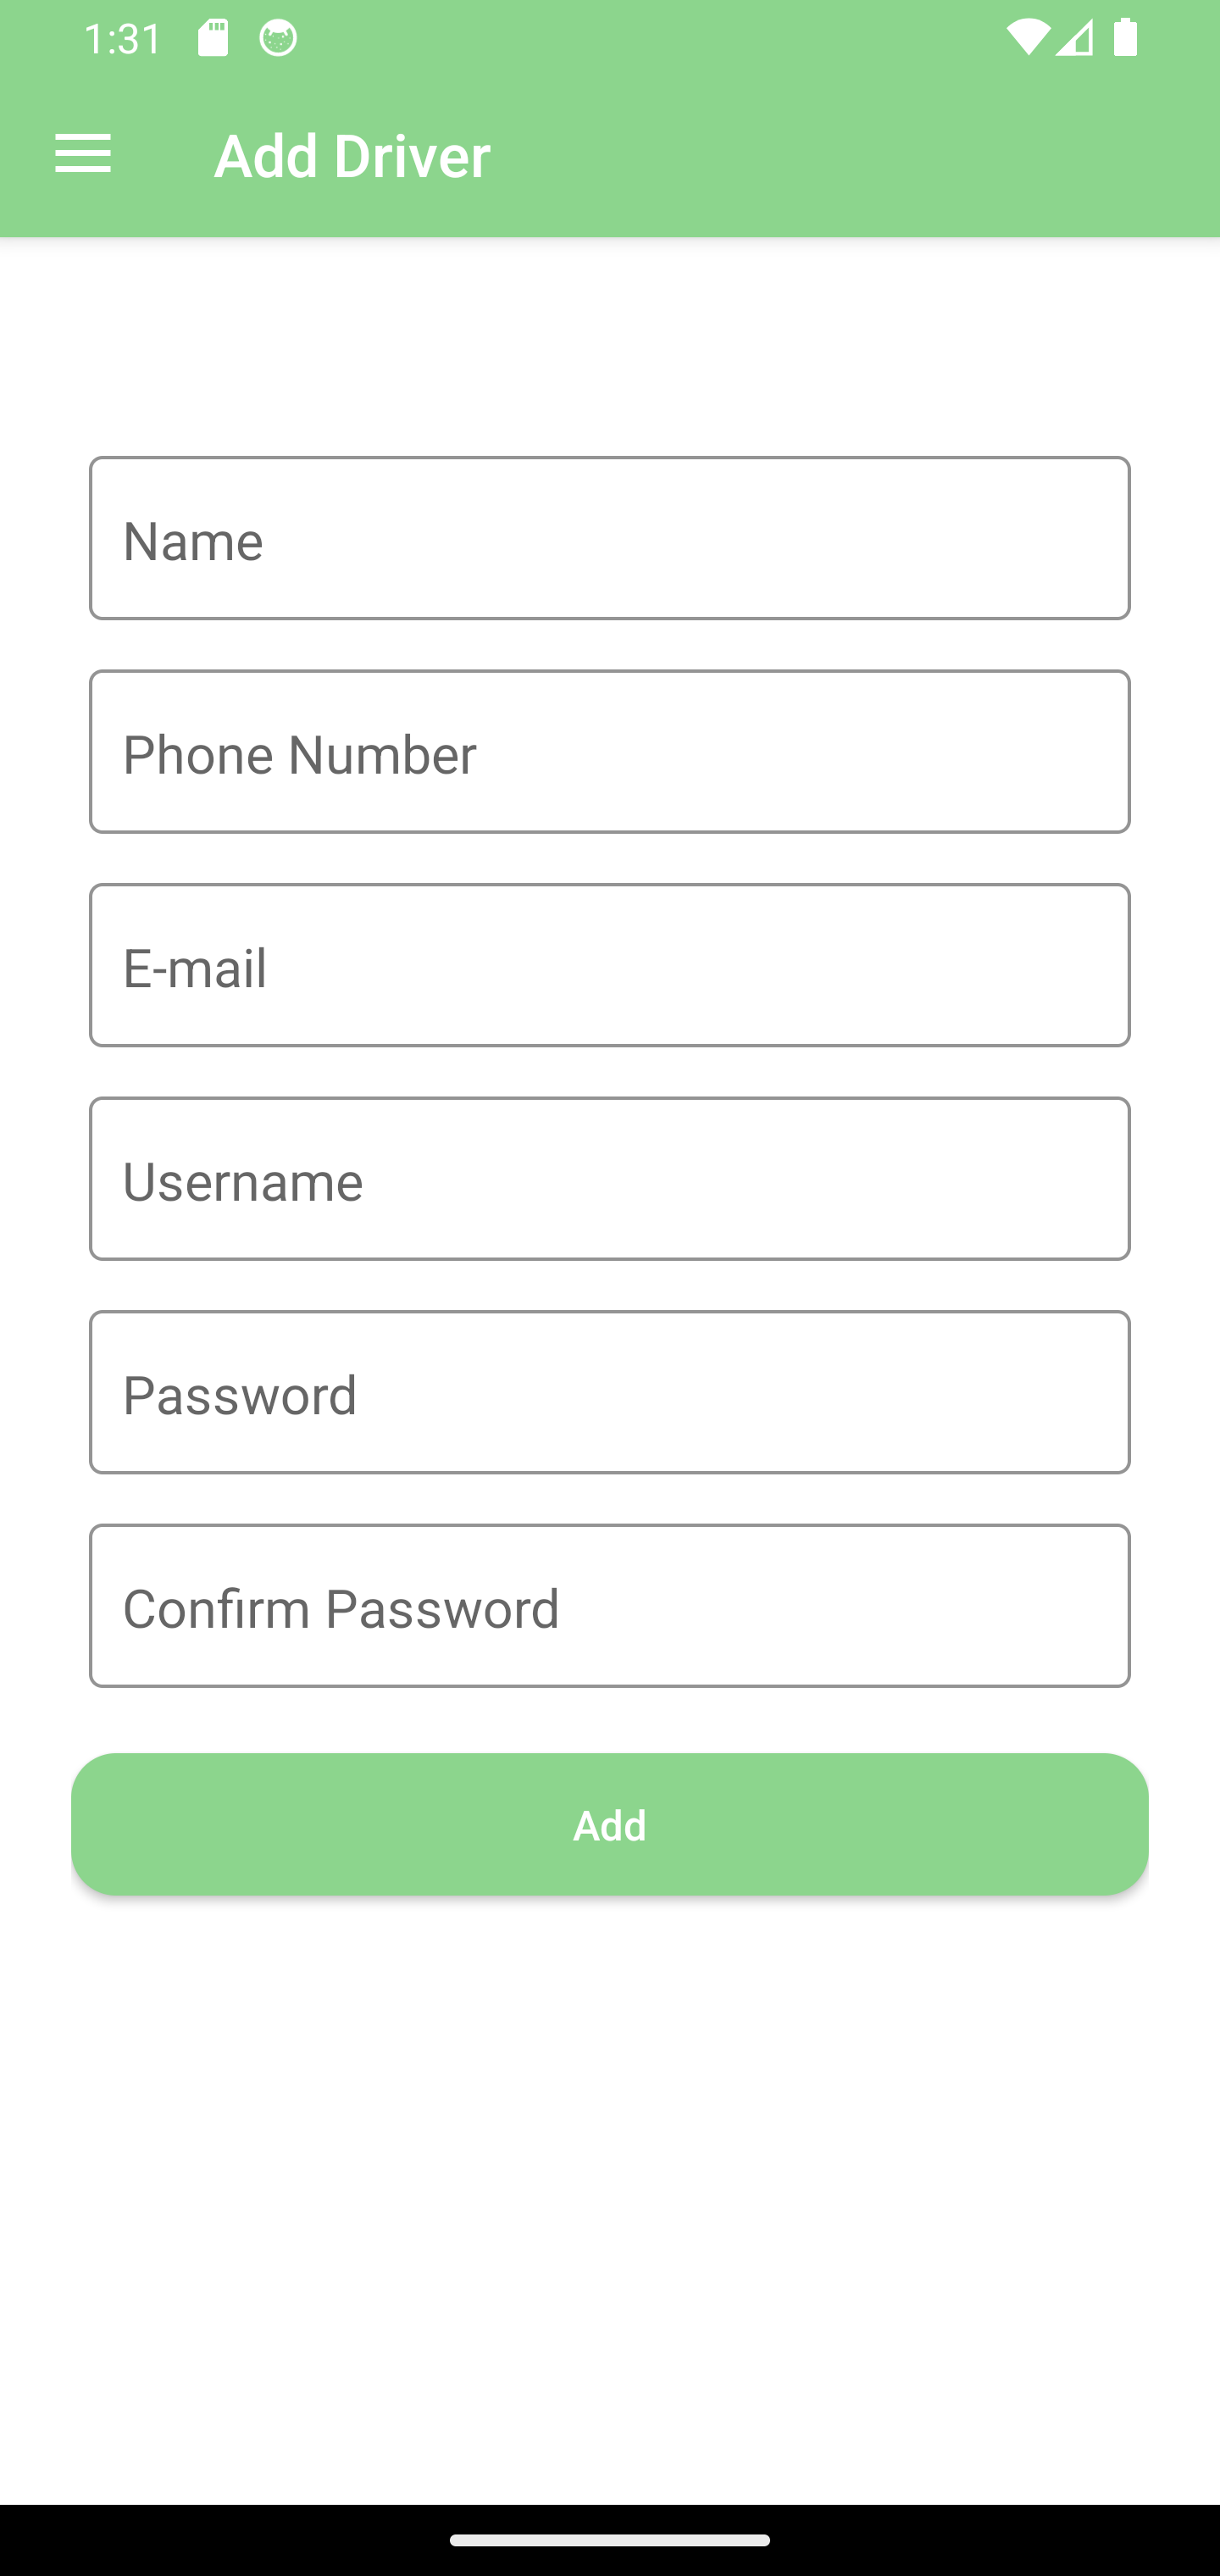 1:31
Add Driver
Name
Phone Number
E-mail
Username
Password
Confirm Password
Add